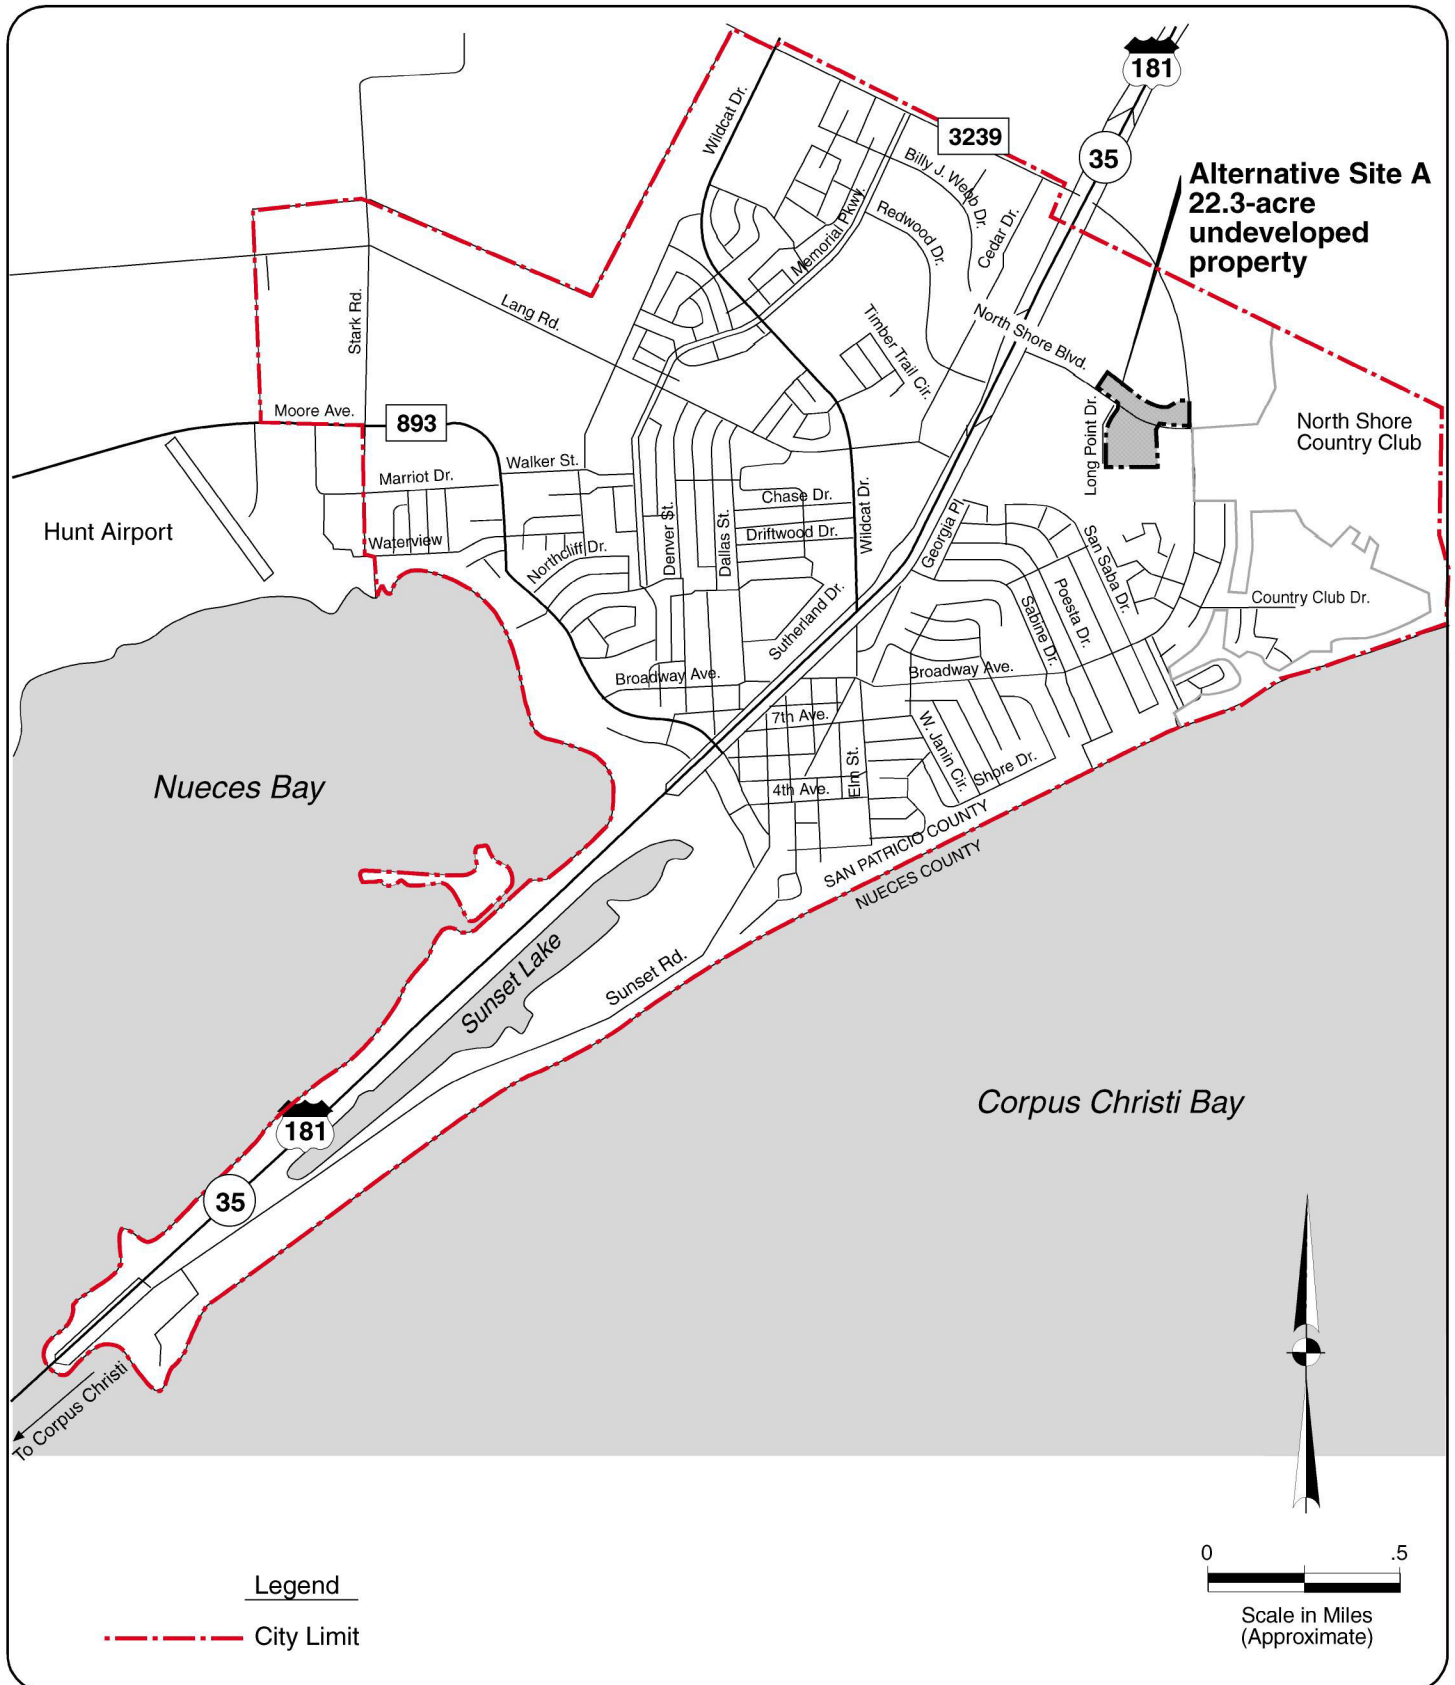 181
Wildcat Dr.
3239
35
Billy J. Webb Dr.
Alternative Site A
22.3-acre
undeveloped
property
Memorial Pkwy.
Redwood Dr.
Cedar Dr.
Stark Rd.
Lang Rd.
Timber Trail Cir.
North Shore Blvd.
Moore Ave.
893
Long Point Dr.
North Shore
Country Club
Walker St.
Marriot Dr.
Chase Dr.
Wildcat Dr.
Hunt Airport
Waterview
Northcliff Dr.
Denver St.
Dallas St.
Driftwood Dr.
Georgia Pl.
San Saba Dr.
Country Club Dr.
Sutherland Dr.
Sabine Dr.
Poesta Dr.
Broadway Ave.
Broadway Ave.
7th Ave.
W. Janin Cir.
Shore Dr.
Elm St.
4th Ave.
Nueces Bay
SAN PATRICIO COUNTY
NUECES COUNTY
Sunset Lake
Sunset Rd.
Corpus Christi Bay
181
35
To Corpus Christi
0 .5
Scale in Miles
(Approximate)
Legend
City Limit